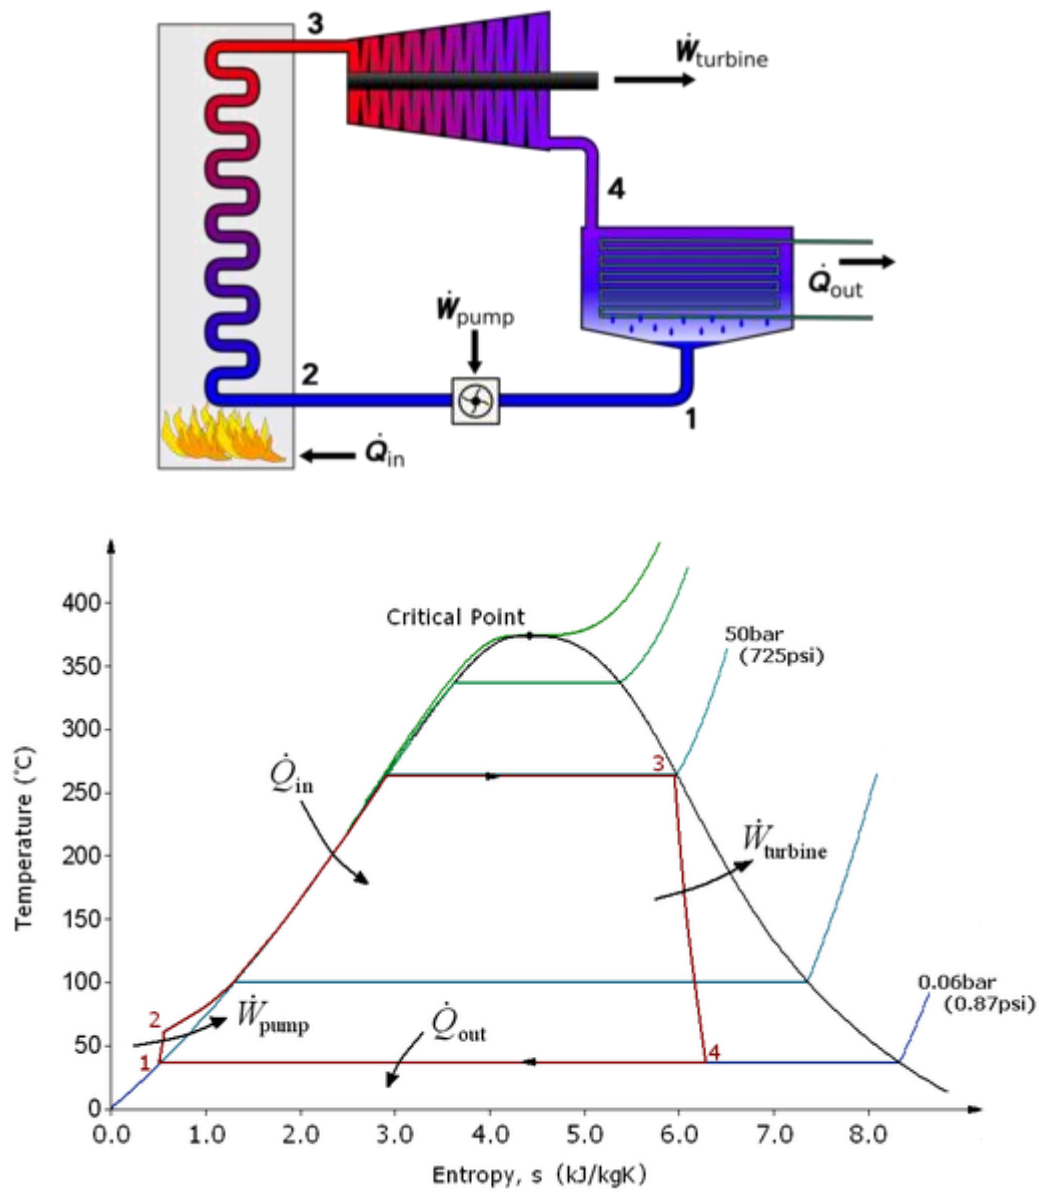 3
Ẇturbine
4
Q̇out
Ẇpump
2
1
Q̇in
400
Critical Point
50bar
(725psi)
350
300
Q̇in
3
250
Temperature (°C)
200
Ẇturbine
150
100
0.06bar
(0.87psi)
2
Ẇpump
Q̇out
50
1
4
0
0.0 1.0 2.0 3.0 4.0 5.0 6.0 7.0 8.0
Entropy, s (kJ/kgK)